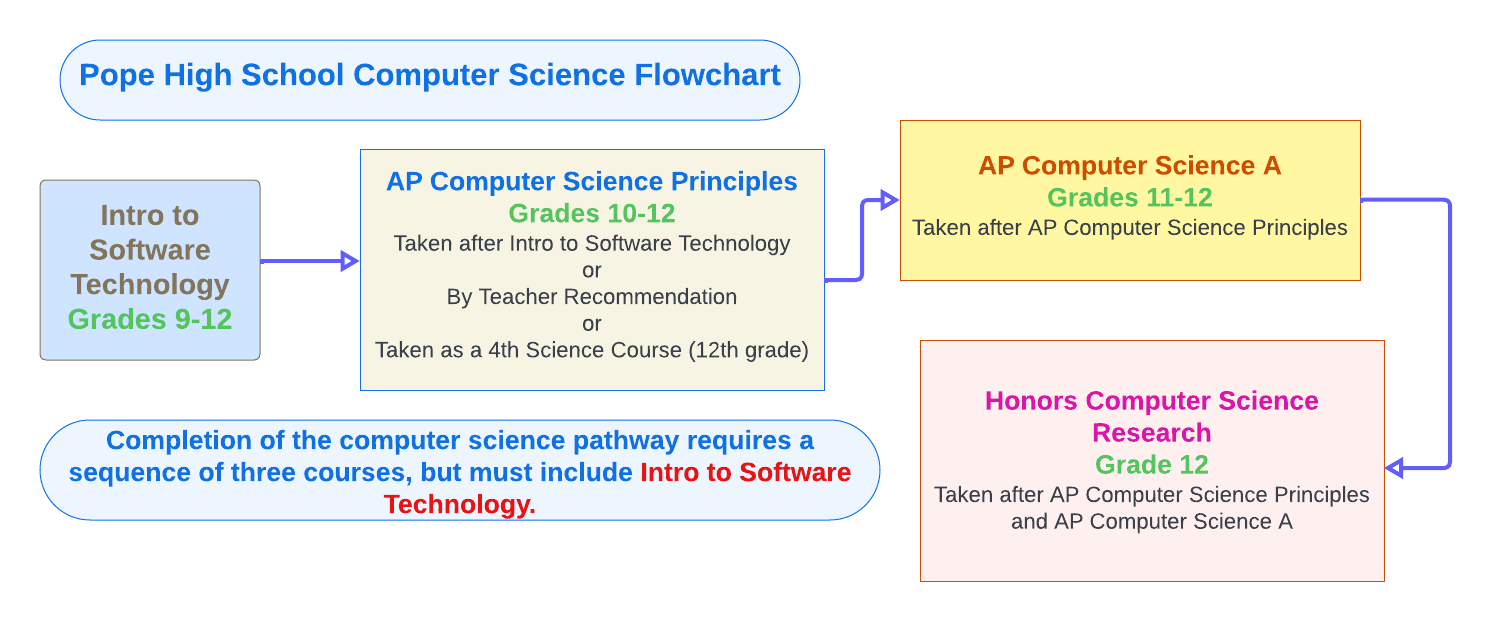 Pope High School Computer Science Flowchart
Intro to
Software
Technology
Grades 9-12
AP Computer Science Principles
Grades 10-12
Taken after Intro to Software Technology
or
By Teacher Recommendation
or
Taken as a 4th Science Course (12th grade)
AP Computer Science A
Grades 11-12
Taken after AP Computer Science Principles
Honors Computer Science
Research
Grade 12
Taken after AP Computer Science Principles
and AP Computer Science A
Completion of the computer science pathway requires a
sequence of three courses, but must include Intro to Software
Technology.